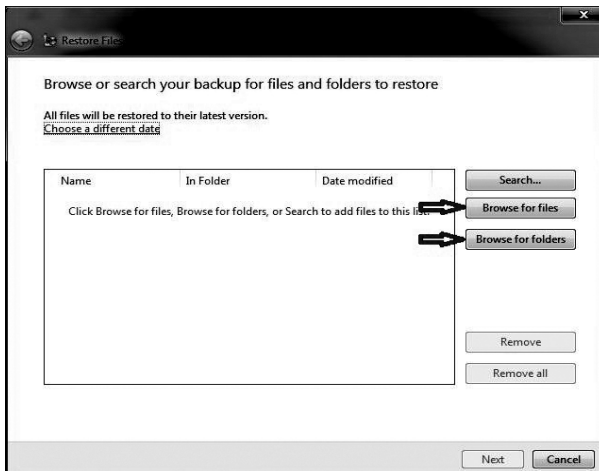 Restore Files
Browse or search your backup for files and folders to restore
All files will be restored to their latest version.
Choose a different date
Name In Folder Date modified
Click Browse for files, Browse for folders, or Search to add files to this list.
Search...
Browse for files
Browse for folders
Remove
Remove all
Next Cancel